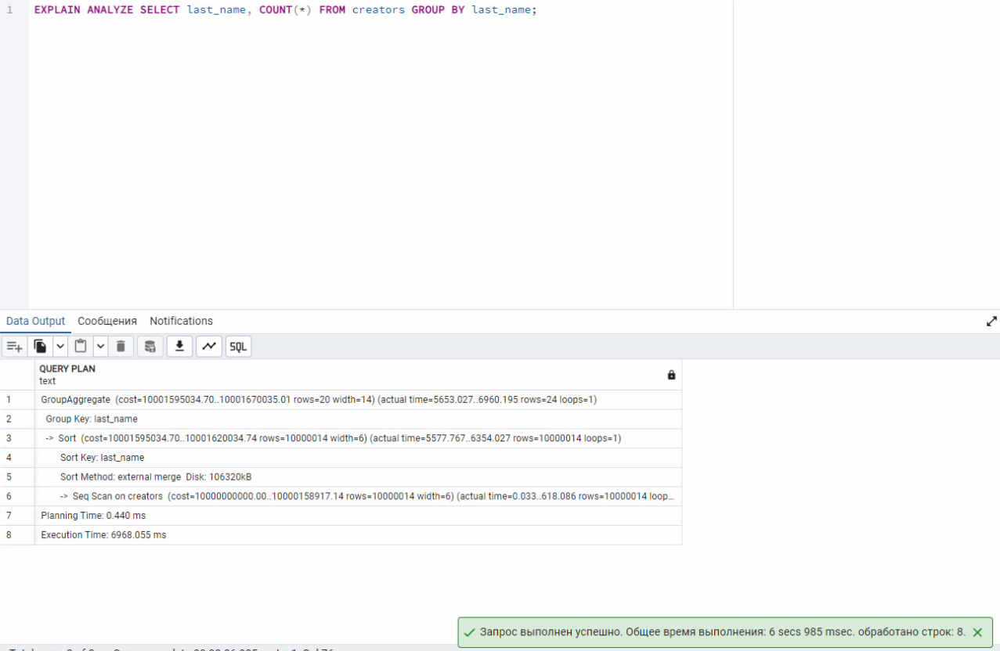 1 EXPLAIN ANALYZE SELECT last_name, COUNT(*) FROM creators GROUP BY last_name;
Data Output Сообщения Notifications
SQL
QUERY PLAN
text
1 GroupAggregate (cost=10001595034.70..10001670035.01 rows=20 width=14) (actual time=5653.027..6960.195 rows=24 loops=1)
2 Group Key: last_name
3 -> Sort (cost=10001595034.70..10001620034.74 rows=10000014 width=6) (actual time=5577.767..6354.027 rows=10000014 loops=1)
4 Sort Key: last_name
5 Sort Method: external merge Disk: 106320kB
6 -> Seq Scan on creators (cost=10000000000.00..10000158917.14 rows=10000014 width=6) (actual time=0.033..618.086 rows=10000014 loop...
7 Planning Time: 0.440 ms
8 Execution Time: 6968.055 ms
Запрос выполнен успешно. Общее время выполнения: 6 secs 985 msec. обработано строк: 8.